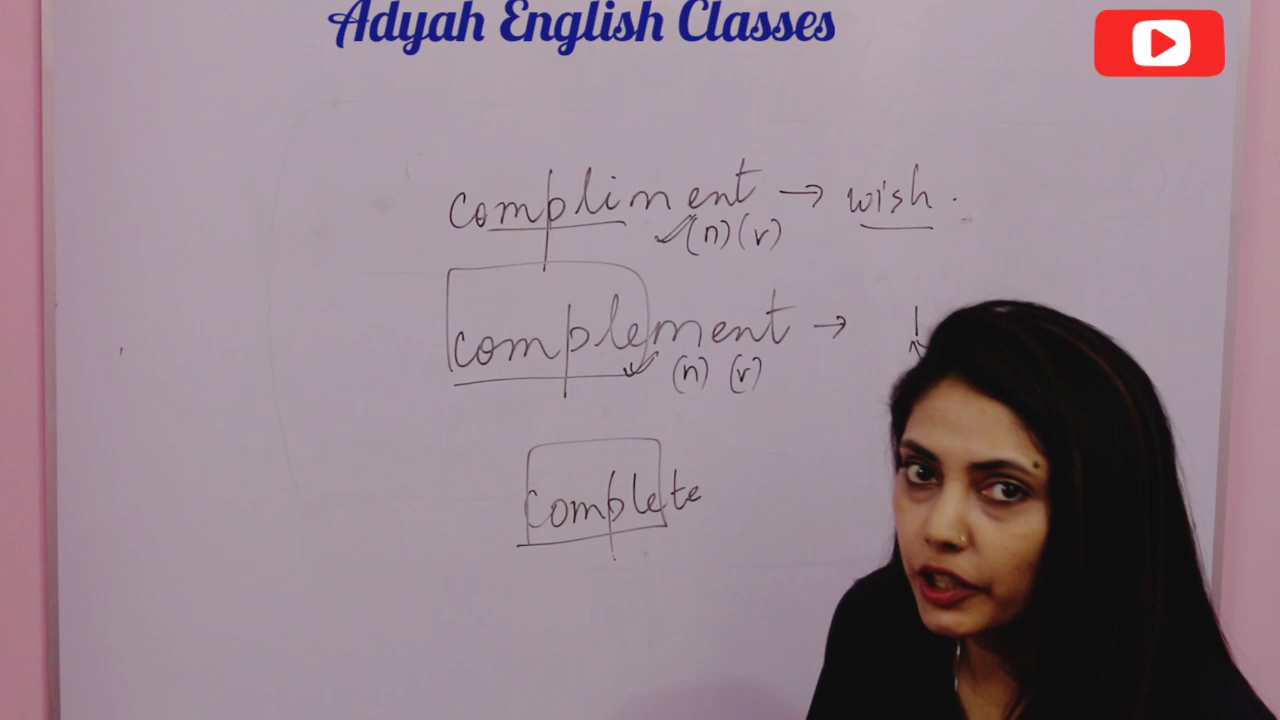 Adyah English Classes
compliment → wish.
(n) (v)
complement →
(n) (v)
complete